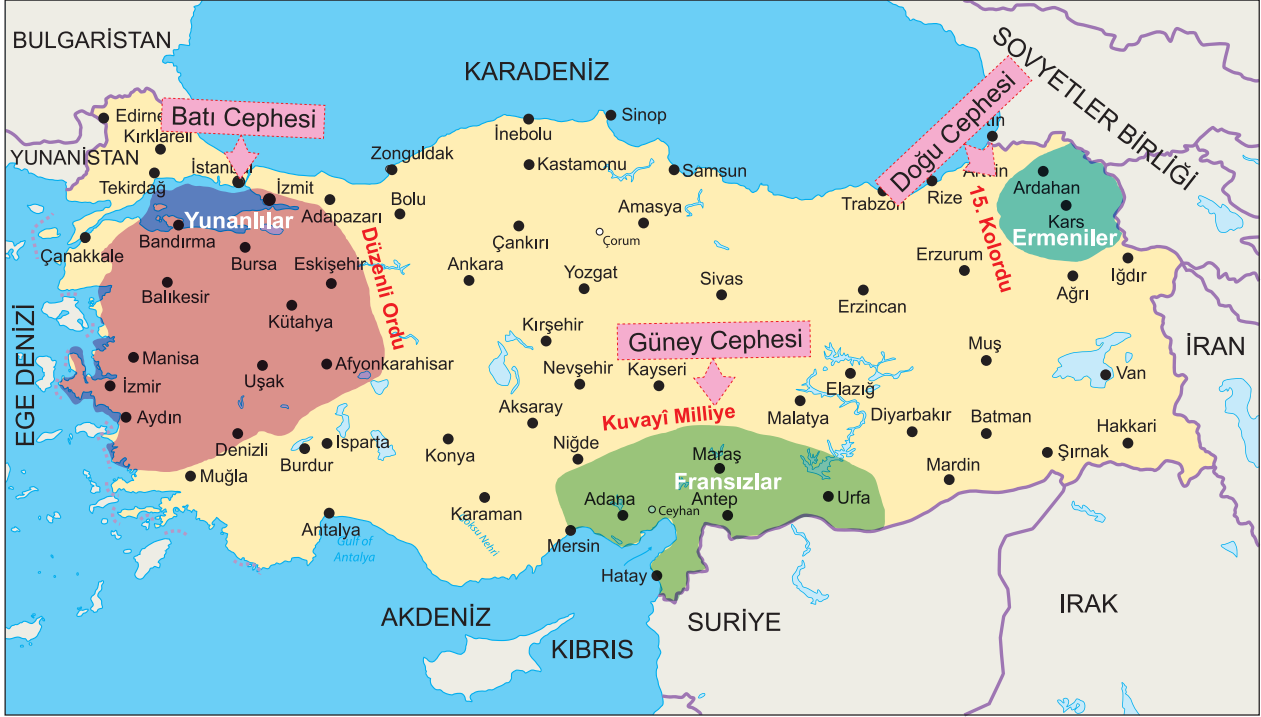 BULGARİSTAN
KARADENİZ
SOVYETLER BİRLİĞİ
YUNANİSTAN
EGE DENİZİ
AKDENİZ
KIBRIS
SURİYE
IRAK
İRAN
Batı Cephesi
Doğu Cephesi
Güney Cephesi
Yunanlılar
Ermeniler
Fransızlar
Düzenli Ordu
15. Kolordu
Kuvayî Milliye
Kırklareli
Tekirdağ
İzmit
Adapazarı
Zonguldak
Bolu
İnebolu
Kastamonu
Sinop
Samsun
Amasya
Çorum
Çankırı
Trabzon
Rize
Ardahan
Kars
Iğdır
Ağrı
Erzurum
Erzincan
Çanakkale
Bandırma
Bursa
Eskişehir
Balıkesir
Kütahya
Ankara
Yozgat
Sivas
Kırşehir
Manisa
İzmir
Uşak
Afyonkarahisar
Nevşehir
Kayseri
Elazığ
Muş
Van
Aydın
Denizli
Isparta
Burdur
Konya
Aksaray
Niğde
Malatya
Diyarbakır
Batman
Hakkari
Şırnak
Mardin
Muğla
Antalya
Gulf of
Antalya
Karaman
Göksu Nehri
Mersin
Adana
Ceyhan
Maraş
Antep
Urfa
Hatay